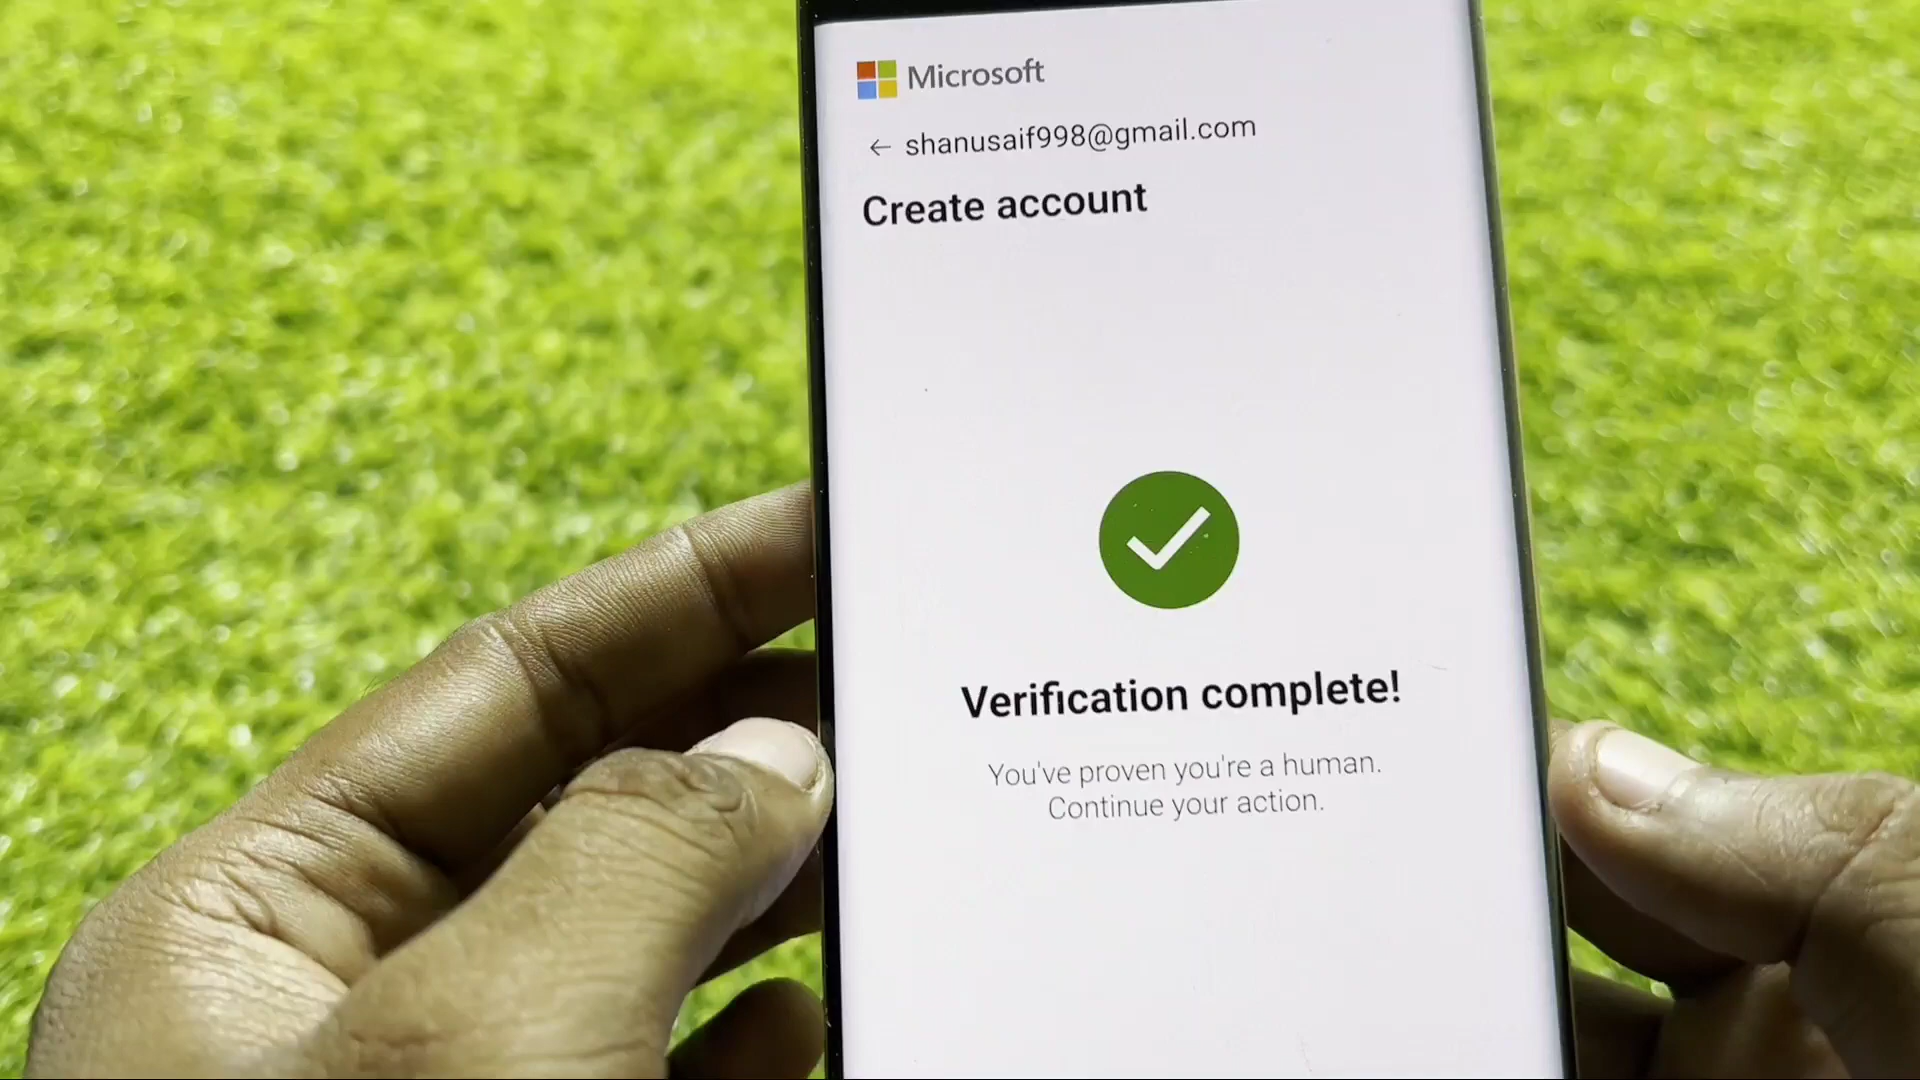 Microsoft
← shanusaif998@gmail.com
Create account
Verification complete!
You've proven you're a human.
Continue your action.